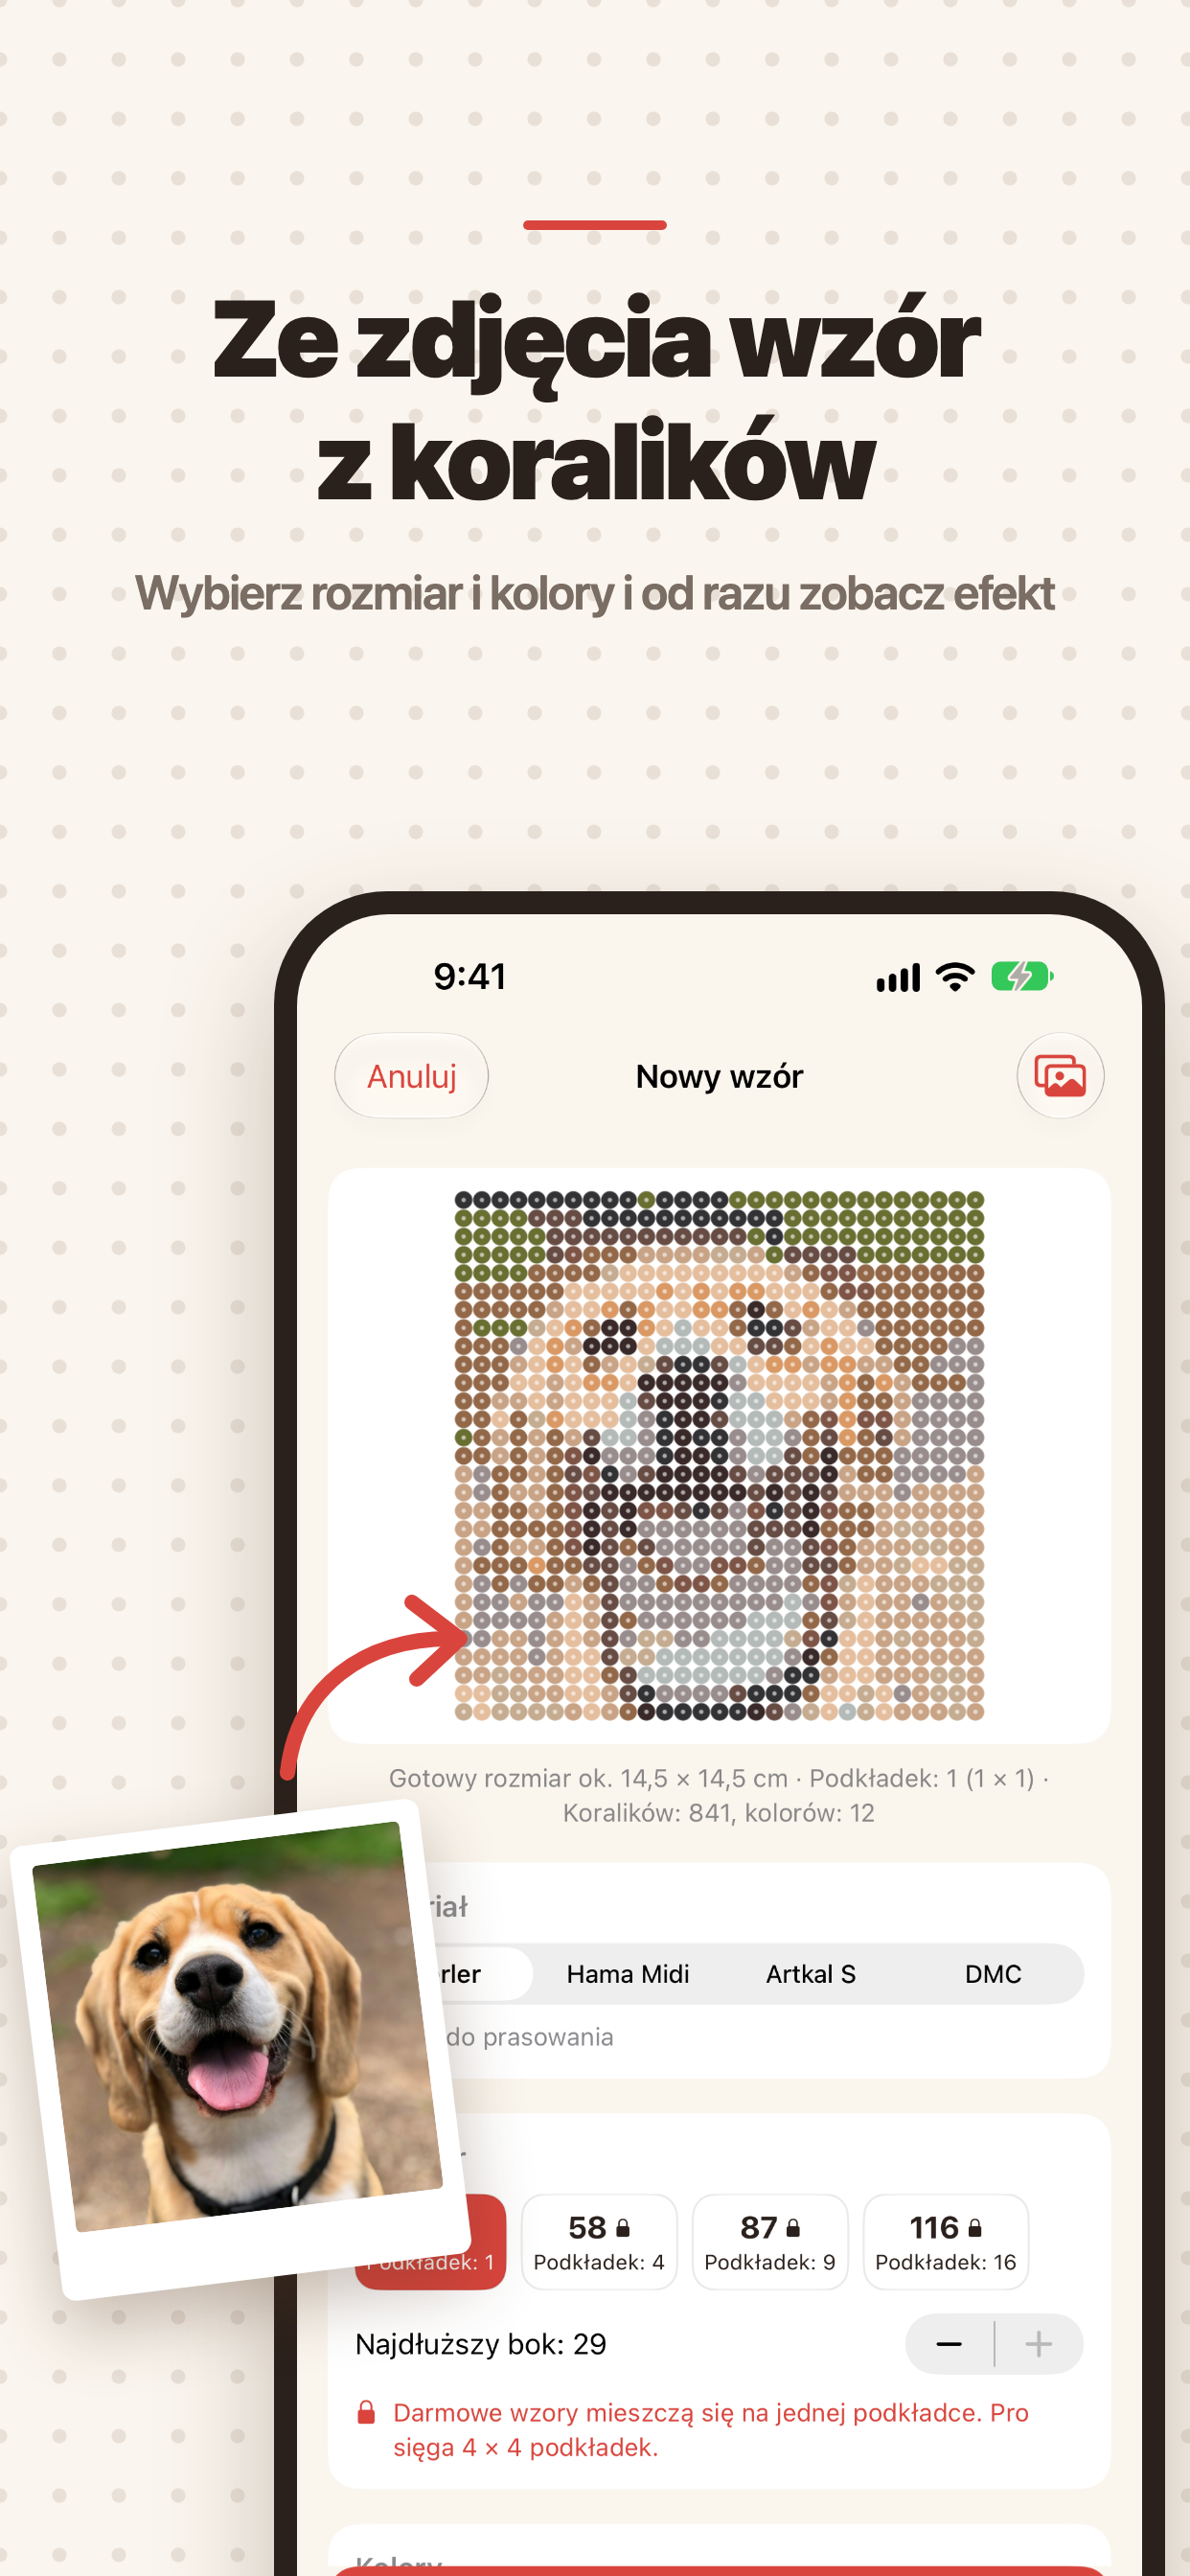 Ze zdjęcia wzór
z koralików
Wybierz rozmiar i kolory i od razu zobacz efekt
9:41
Anuluj
Nowy wzór
Gotowy rozmiar ok. 14,5 × 14,5 cm · Podkładek: 1 (1 × 1) ·
Koralików: 841, kolorów: 12
Hama Midi
Artkal S
DMC
do prasowania
58
87
116
Podkładek: 1
Podkładek: 4
Podkładek: 9
Podkładek: 16
Najdłuższy bok: 29
Darmowe wzory mieszczą się na jednej podkładce. Pro
sięga 4 × 4 podkładek.